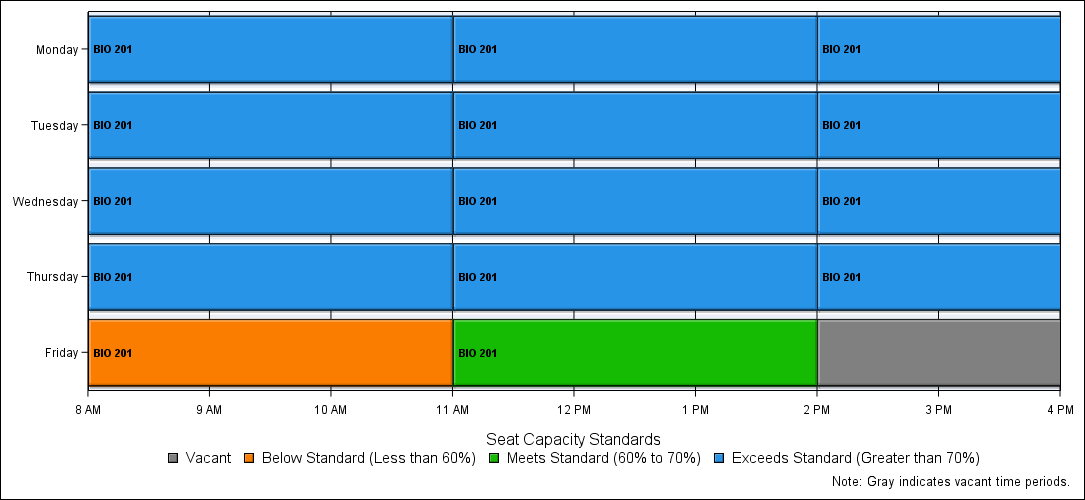 Monday BIO 201 BIO 201 BIO 201
Tuesday BIO 201 BIO 201 BIO 201
Wednesday BIO 201 BIO 201 BIO 201
Thursday BIO 201 BIO 201 BIO 201
Friday BIO 201 BIO 201
8 AM 9 AM 10 AM 11 AM 12 PM 1 PM 2 PM 3 PM 4 PM
Seat Capacity Standards
Vacant Below Standard (Less than 60%) Meets Standard (60% to 70%) Exceeds Standard (Greater than 70%)
Note: Gray indicates vacant time periods.